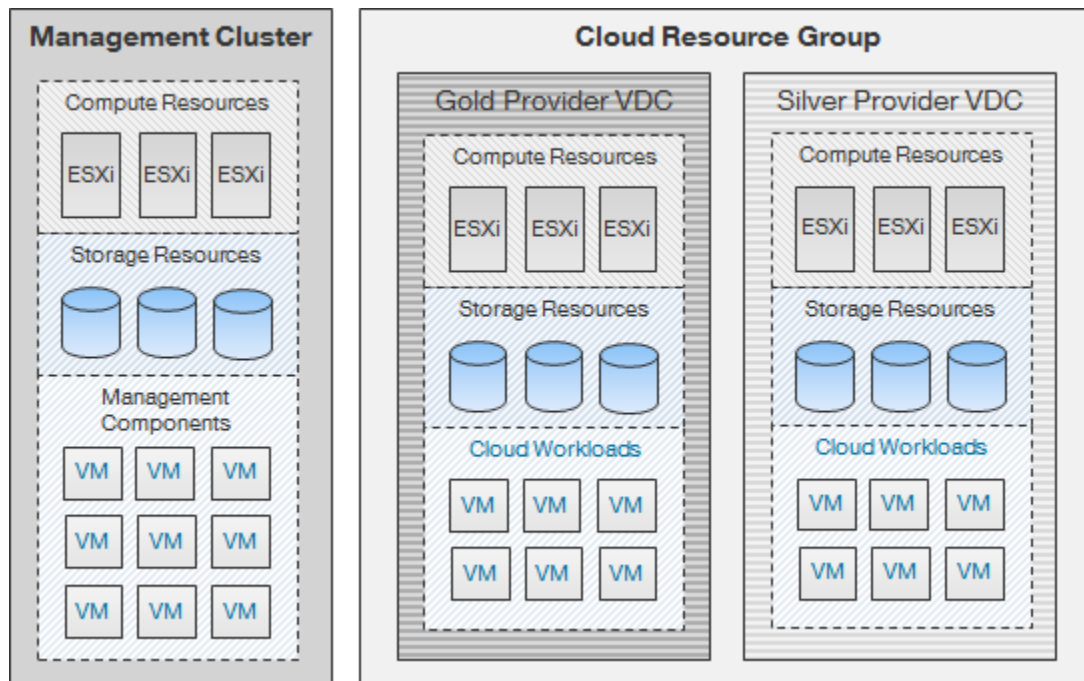 Management Cluster
Compute Resources
ESXi ESXi ESXi
Storage Resources
Management
Components
VM VM VM
VM VM VM
VM VM VM
Cloud Resource Group
Gold Provider VDC
Compute Resources
ESXi ESXi ESXi
Storage Resources
Cloud Workloads
VM VM VM
VM VM VM
Silver Provider VDC
Compute Resources
ESXi ESXi ESXi
Storage Resources
Cloud Workloads
VM VM VM
VM VM VM